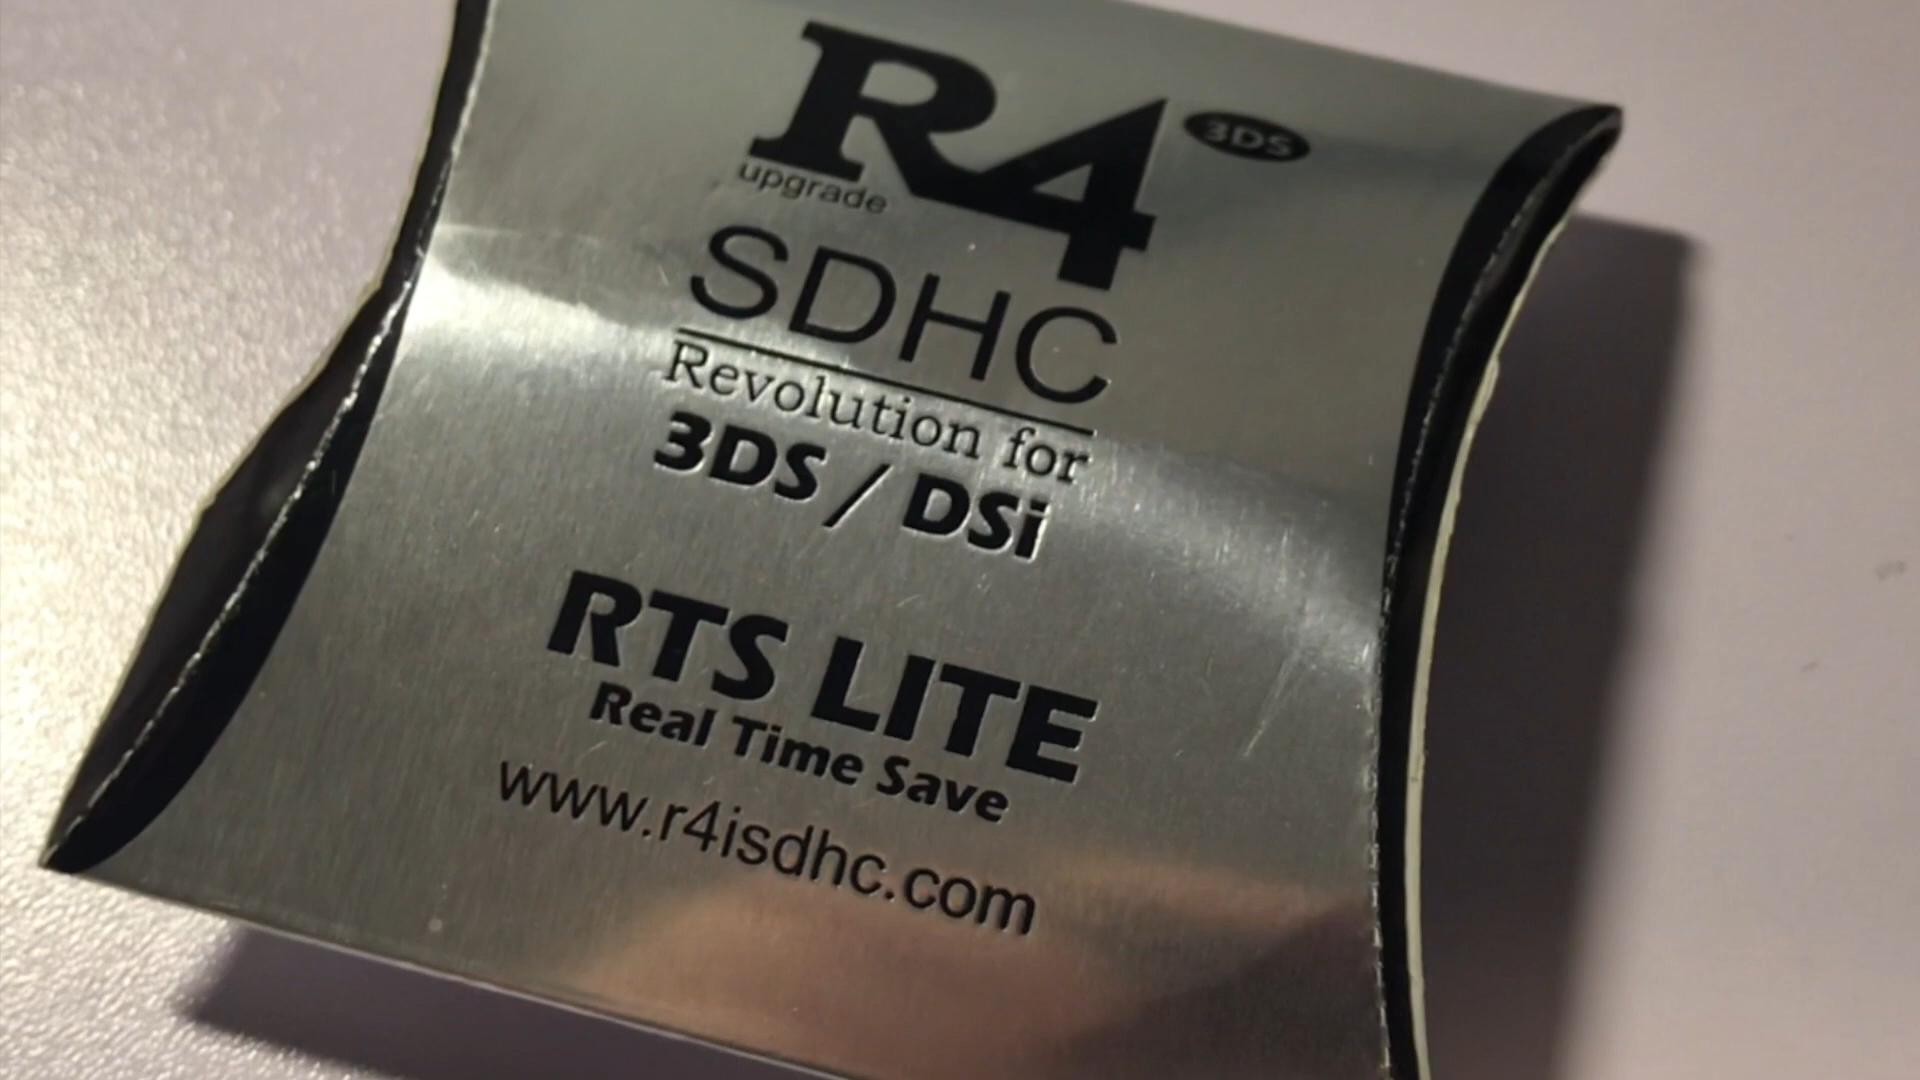 R4 3DS
upgrade
SDHC
Revolution for
3DS / DSi
RTS LITE
Real Time Save
www.r4isdhc.com